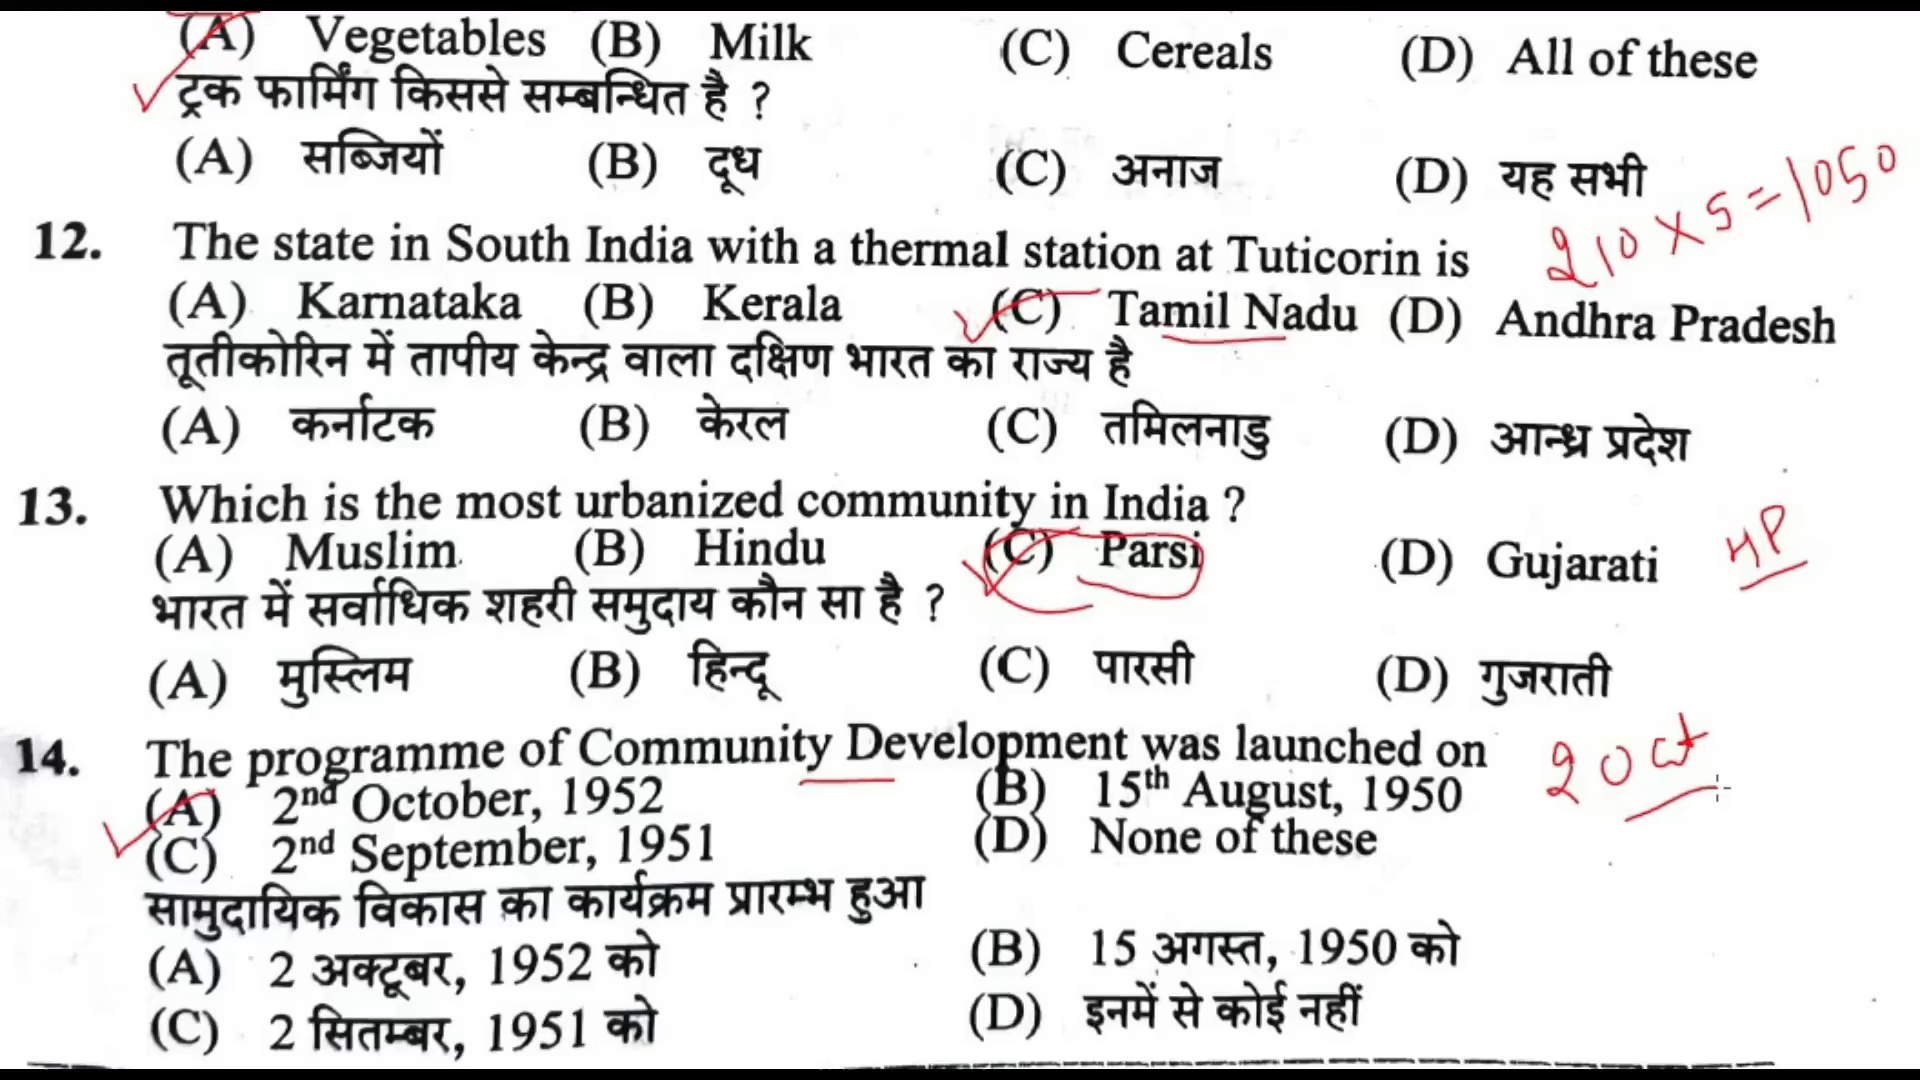 (A) Vegetables (B) Milk (C) Cereals (D) All of these
ट्रक फार्मिंग किससे सम्बन्धित है ?
(A) सब्जियों (B) दूध (C) अनाज (D) यह सभी
210 × 5 = 1050
12. The state in South India with a thermal station at Tuticorin is
(A) Karnataka (B) Kerala (C) Tamil Nadu (D) Andhra Pradesh
तूतीकोरिन में तापीय केन्द्र वाला दक्षिण भारत का राज्य है
(A) कर्नाटक (B) केरल (C) तमिलनाडु (D) आन्ध्र प्रदेश
13. Which is the most urbanized community in India ?
(A) Muslim (B) Hindu (C) Parsi (D) Gujarati
HP
भारत में सर्वाधिक शहरी समुदाय कौन सा है ?
(A) मुस्लिम (B) हिन्दू (C) पारसी (D) गुजराती
14. The programme of Community Development was launched on
2 Oct
(A) 2nd October, 1952 (B) 15th August, 1950
(C) 2nd September, 1951 (D) None of these
सामुदायिक विकास का कार्यक्रम प्रारम्भ हुआ
(A) 2 अक्टूबर, 1952 को (B) 15 अगस्त, 1950 को
(C) 2 सितम्बर, 1951 को (D) इनमें से कोई नहीं